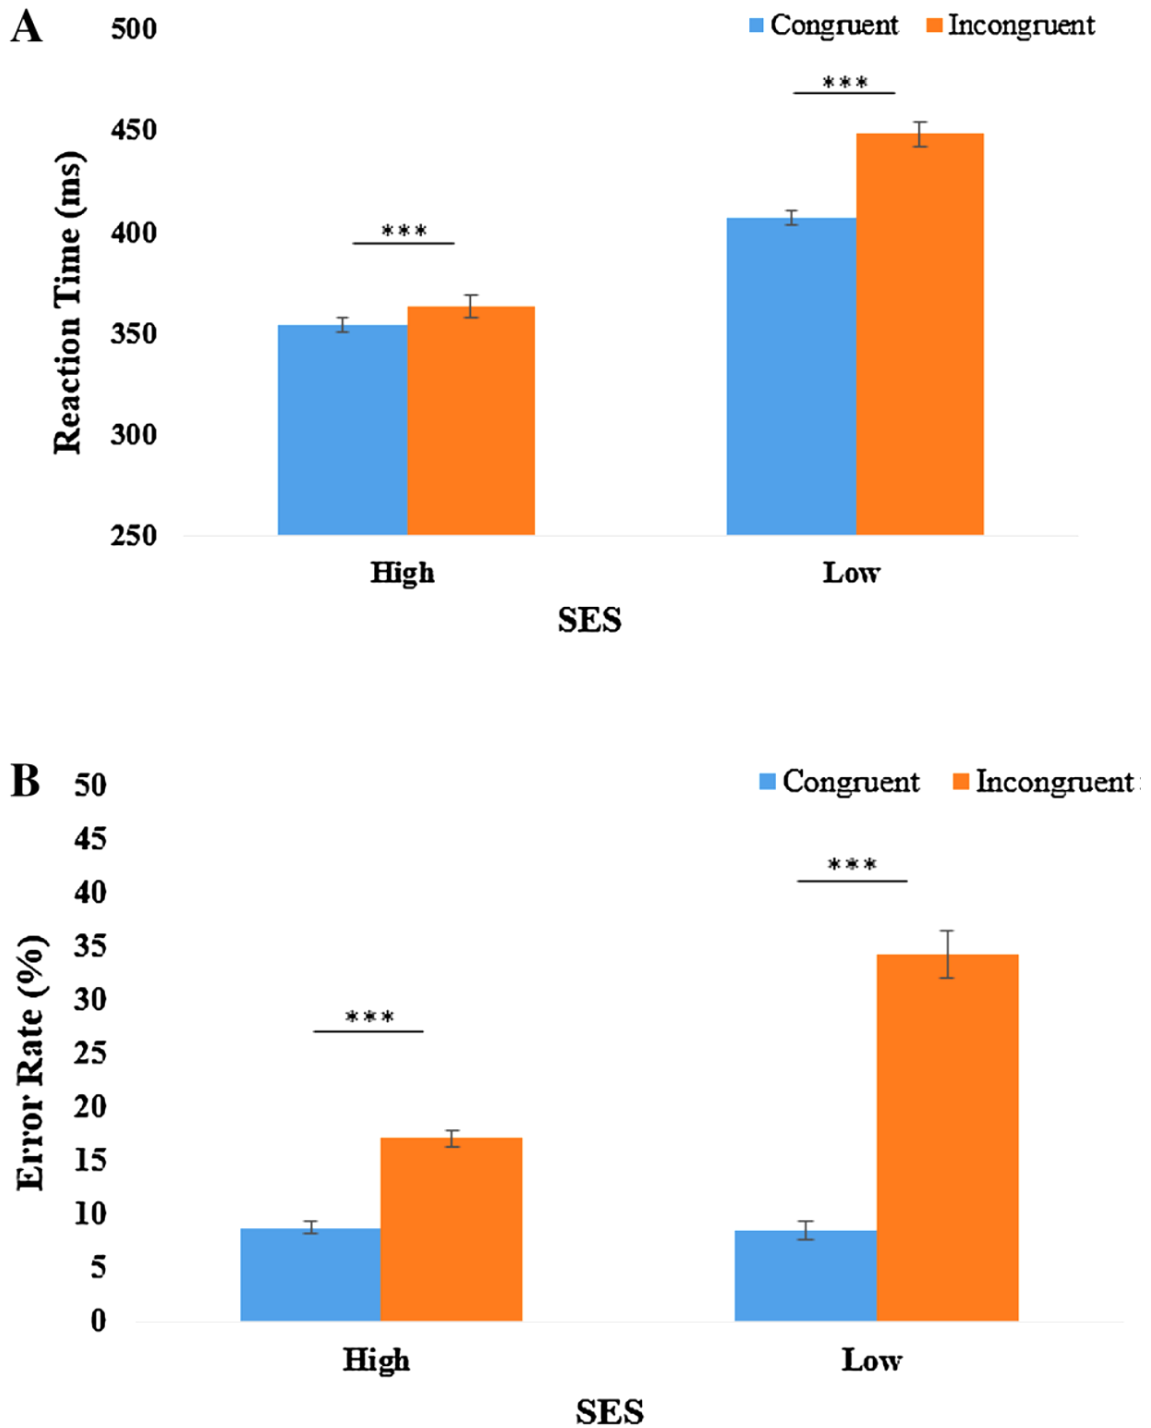 A
500
Congruent Incongruent
***
450
Reaction Time (ms)
***
400
350
300
250
High Low
SES
B
50
Congruent Incongruent :
45
***
40
Error Rate (%)
35
30
***
25
20
15
10
5
0
High Low
SES